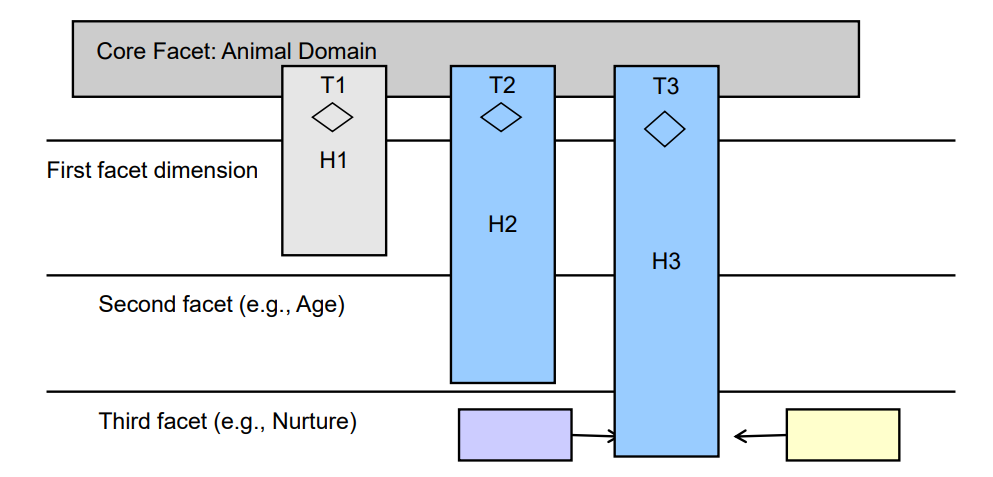 Core Facet: Animal Domain
T1
T2
T3
H1
First facet dimension
H2
H3
Second facet (e.g., Age)
Third facet (e.g., Nurture)